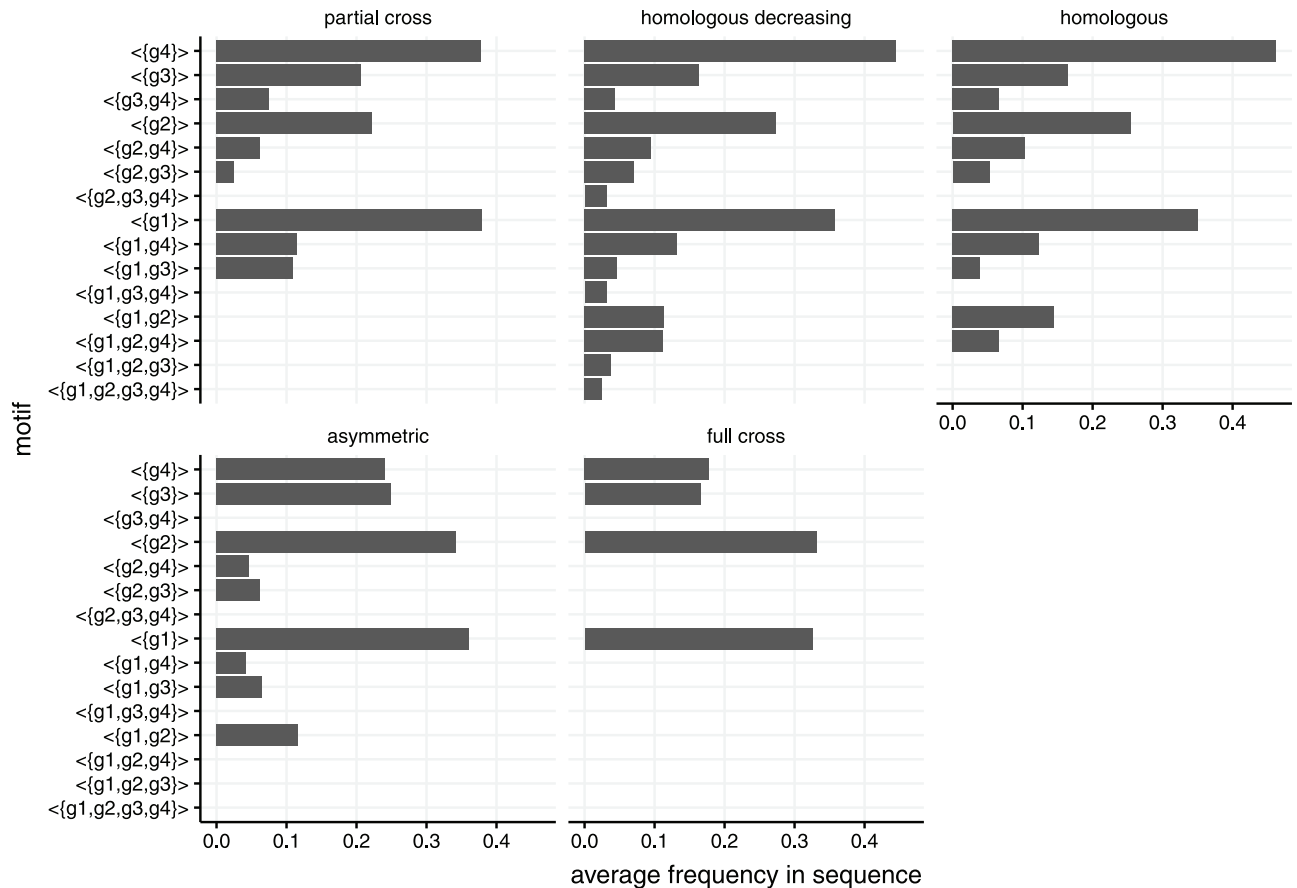 partial cross
homologous decreasing
homologous
<{g4}>
<{g3}>
<{g3,g4}>
<{g2}>
<{g2,g4}>
<{g2,g3}>
<{g2,g3,g4}>
<{g1}>
<{g1,g4}>
<{g1,g3}>
<{g1,g3,g4}>
<{g1,g2}>
<{g1,g2,g4}>
<{g1,g2,g3}>
<{g1,g2,g3,g4}>
0.0 0.1 0.2 0.3 0.4
motif
asymmetric
full cross
<{g4}>
<{g3}>
<{g3,g4}>
<{g2}>
<{g2,g4}>
<{g2,g3}>
<{g2,g3,g4}>
<{g1}>
<{g1,g4}>
<{g1,g3}>
<{g1,g3,g4}>
<{g1,g2}>
<{g1,g2,g4}>
<{g1,g2,g3}>
<{g1,g2,g3,g4}>
0.0 0.1 0.2 0.3 0.4
0.0 0.1 0.2 0.3 0.4
average frequency in sequence